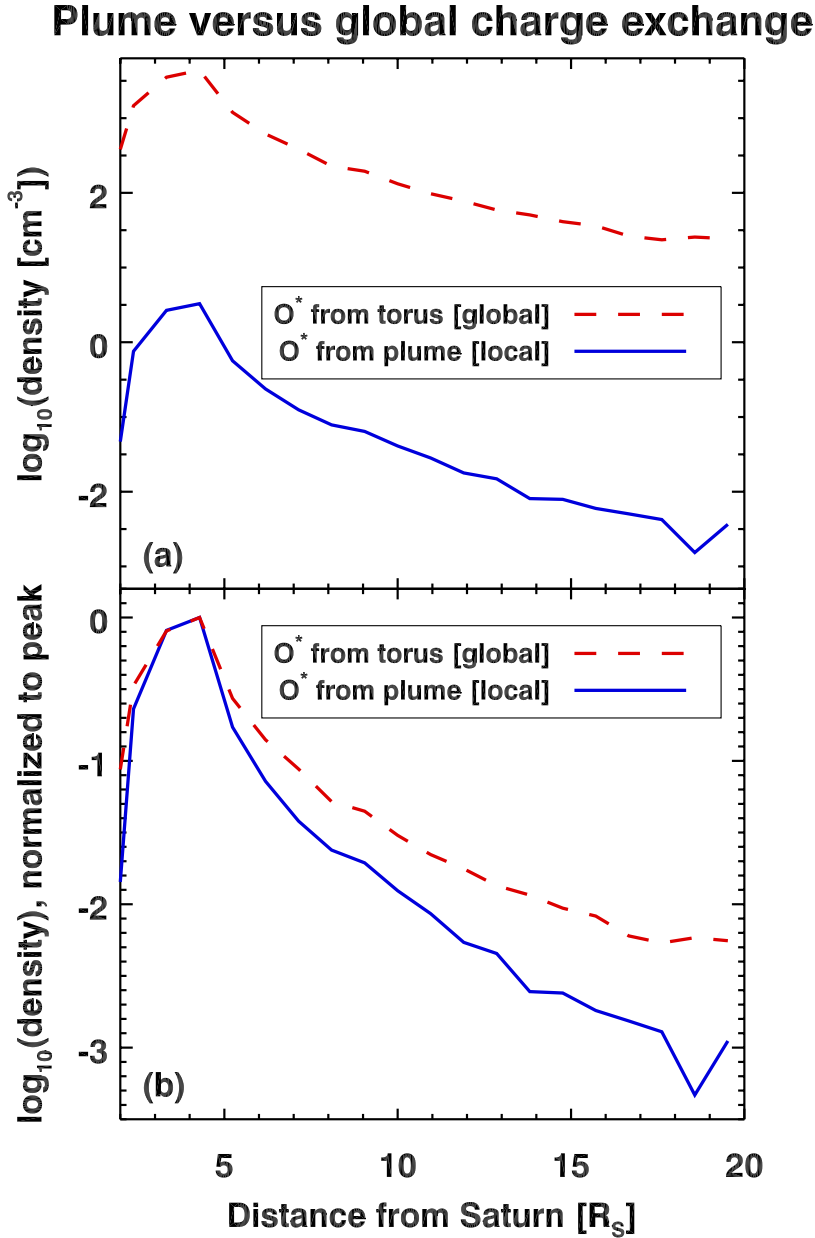 Plume versus global charge exchange
log10(density [cm-3])
2
0
-2
O* from torus [global]
O* from plume [local]
(a)
log10(density), normalized to peak
0
-1
-2
-3
O* from torus [global]
O* from plume [local]
(b)
5 10 15 20
Distance from Saturn [RS]